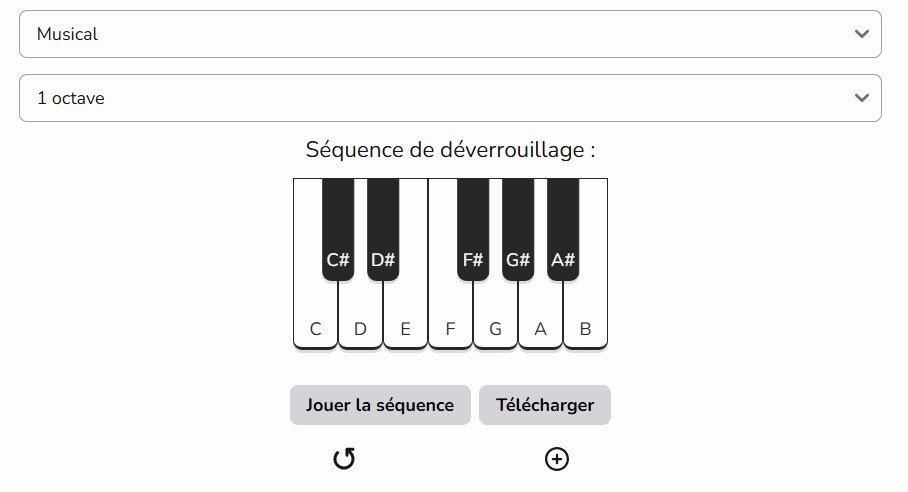 Musical
1 octave
Séquence de déverrouillage :
C# D# F# G# A#
C D E F G A B
Jouer la séquence Télécharger